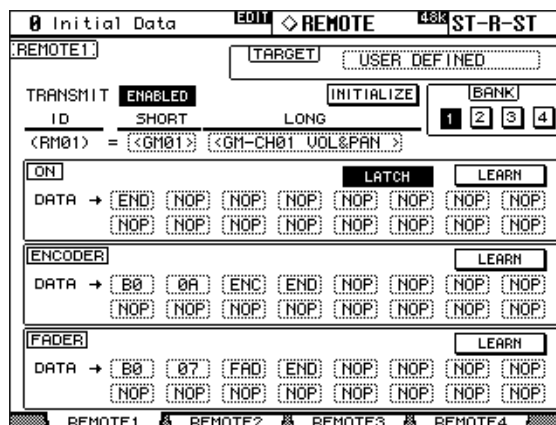 0 Initial Data EDIT ◇REMOTE 48K ST-R-ST
REMOTE1
TARGET USER DEFINED
TRANSMIT ENABLED INITIALIZE BANK
ID SHORT LONG 1 2 3 4
(RM01) = <GM01> <GM-CH01 VOL&PAN >
ON LATCH LEARN
DATA → END NOP NOP NOP NOP NOP NOP NOP
NOP NOP NOP NOP NOP NOP NOP NOP
ENCODER LEARN
DATA → B0 0A ENC END NOP NOP NOP NOP
NOP NOP NOP NOP NOP NOP NOP NOP
FADER LEARN
DATA → B0 07 FAD END NOP NOP NOP NOP
NOP NOP NOP NOP NOP NOP NOP NOP
REMOTE1 REMOTE2 REMOTE3 REMOTE4